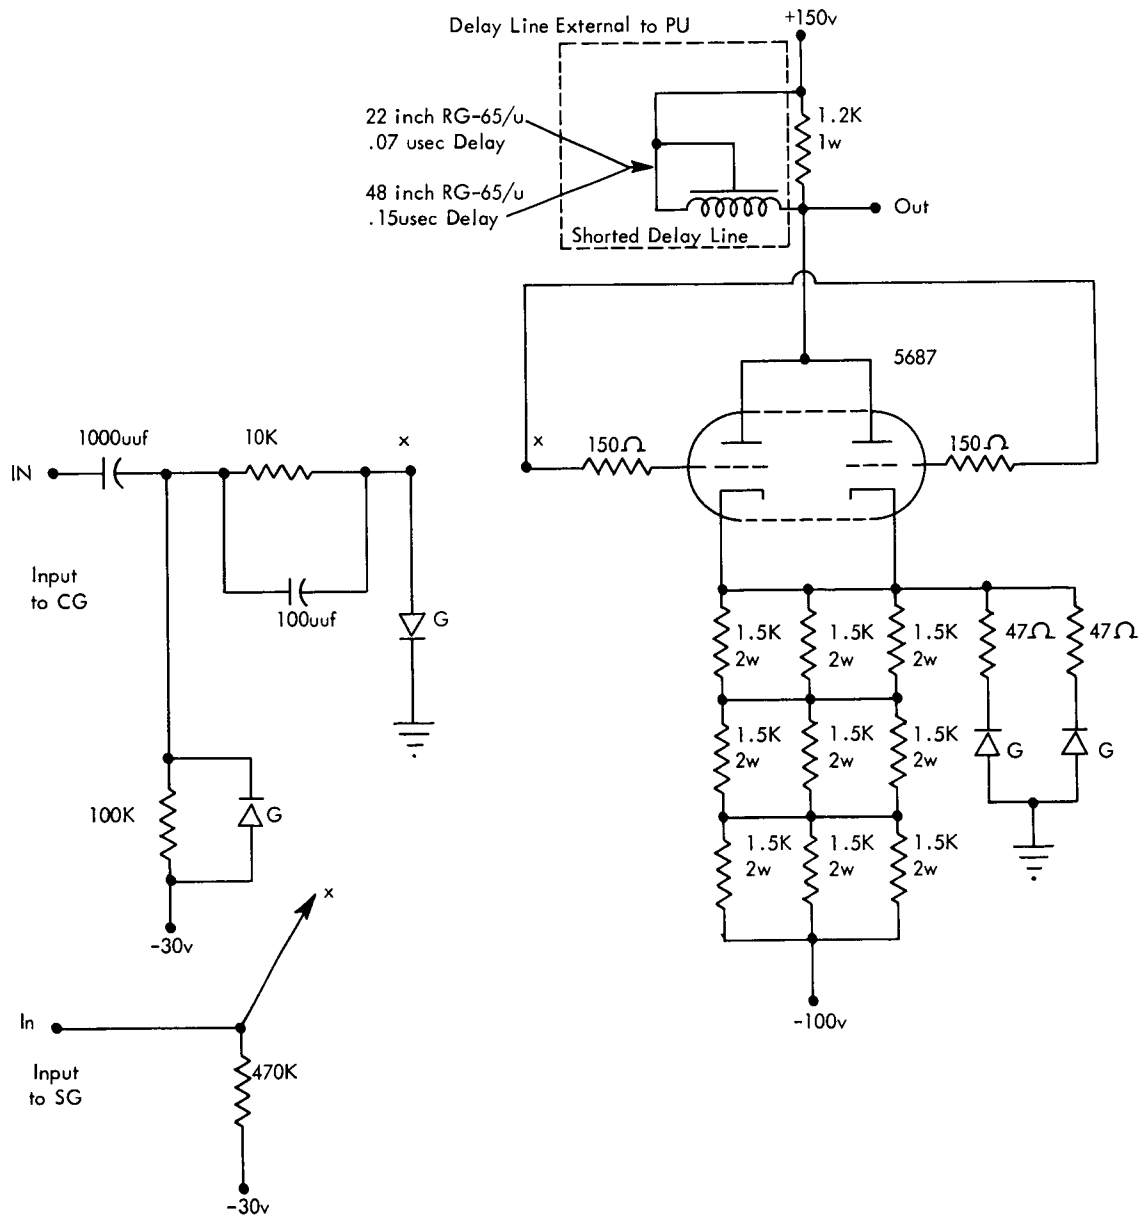 Delay Line External to PU
+150v
22 inch RG-65/u
.07 usec Delay
1.2K
1w
48 inch RG-65/u
.15usec Delay
Out
Shorted Delay Line
5687
1000uuf
10K
x
x
150Ω
150Ω
IN
Input
to CG
100uuf
G
1.5K
2w
1.5K
2w
1.5K
2w
47Ω
47Ω
1.5K
2w
1.5K
2w
1.5K
2w
G
G
100K
G
1.5K
2w
1.5K
2w
1.5K
2w
x
-30v
In
-100v
Input
to SG
470K
-30v